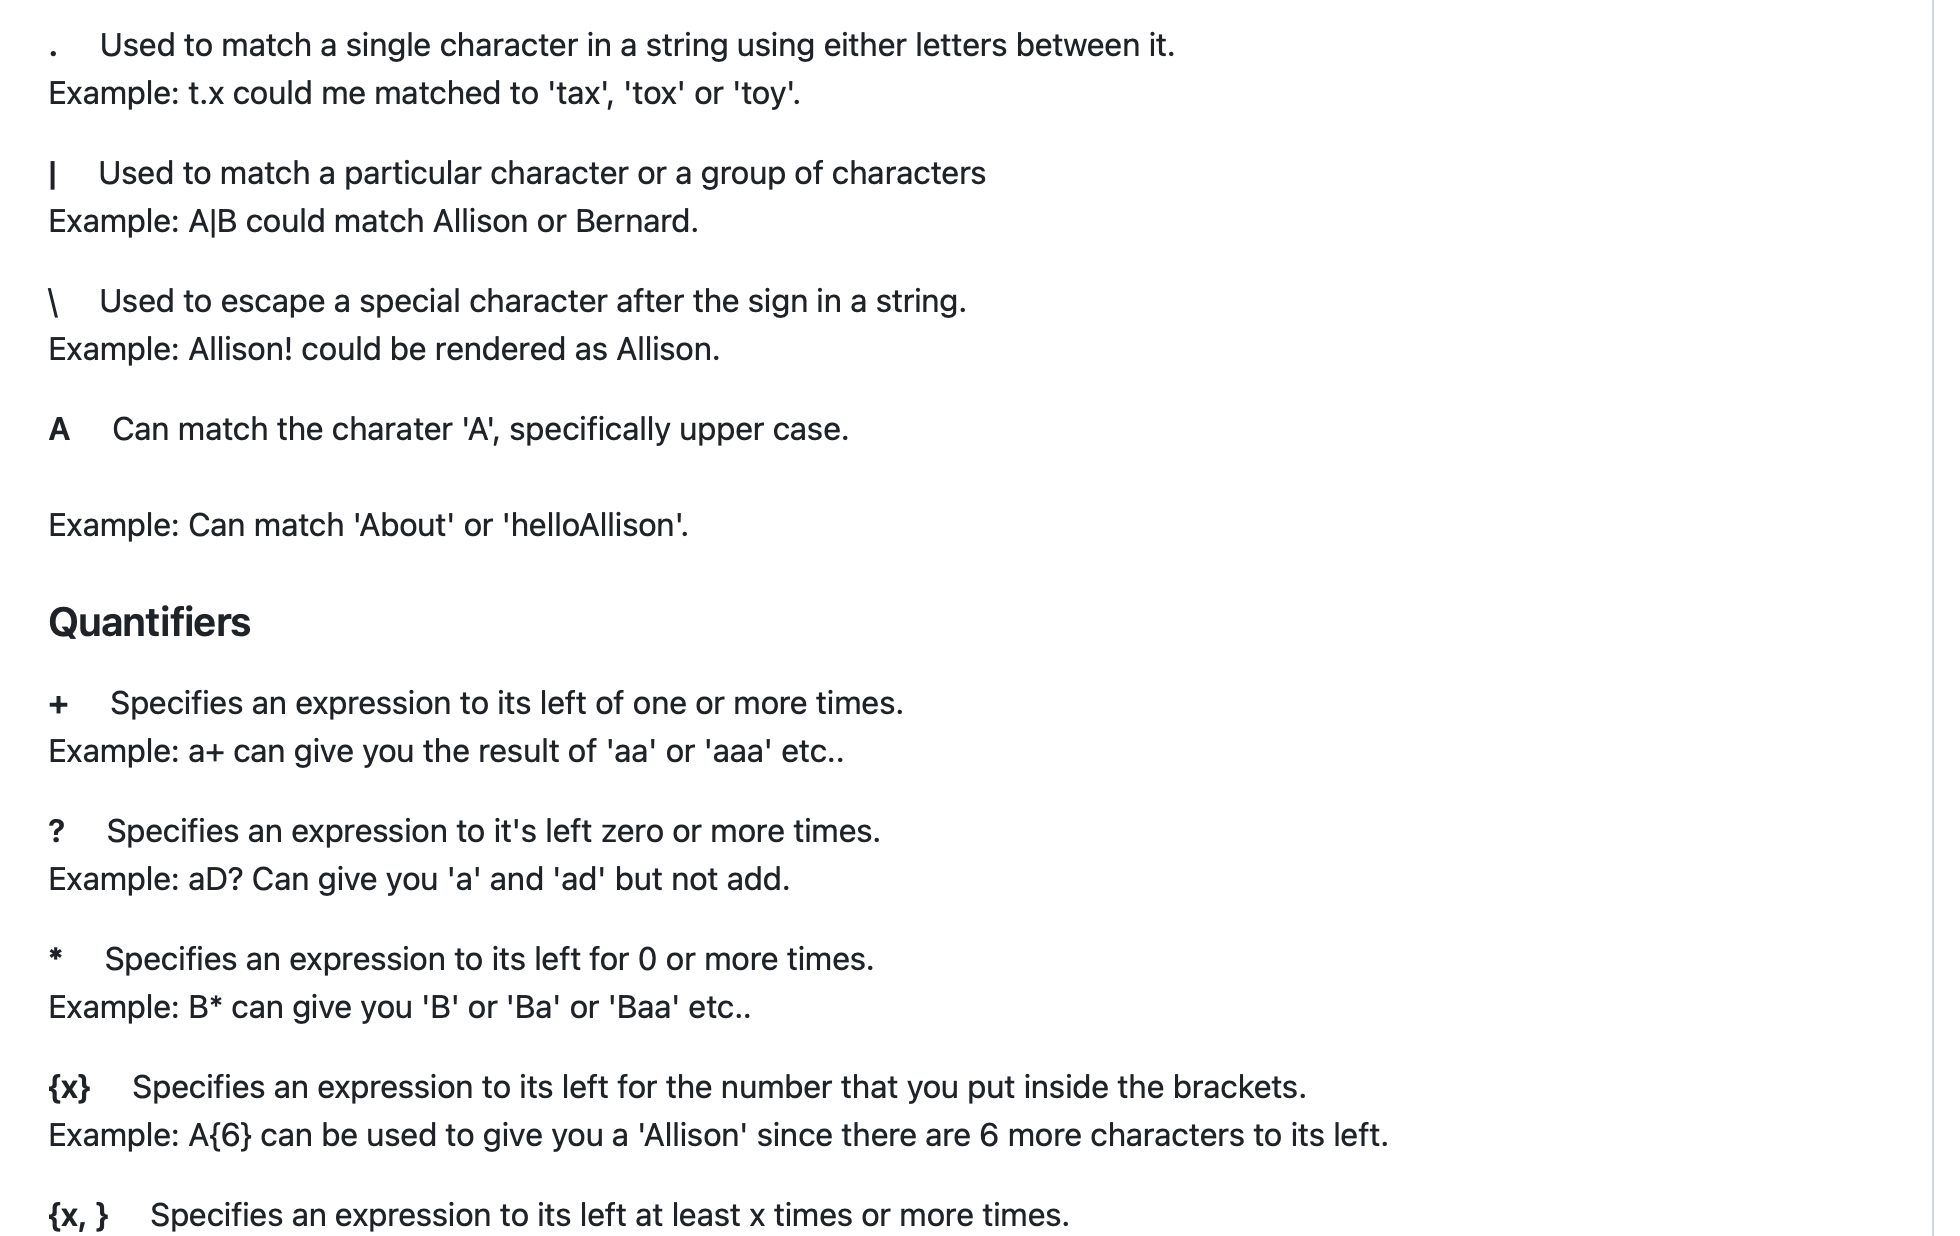 . Used to match a single character in a string using either letters between it.
Example: t.x could me matched to 'tax', 'tox' or 'toy'.
| Used to match a particular character or a group of characters
Example: A|B could match Allison or Bernard.
\ Used to escape a special character after the sign in a string.
Example: Allison! could be rendered as Allison.
A Can match the charater 'A', specifically upper case.
Example: Can match 'About' or 'helloAllison'.
Quantifiers
+ Specifies an expression to its left of one or more times.
Example: a+ can give you the result of 'aa' or 'aaa' etc..
? Specifies an expression to it's left zero or more times.
Example: aD? Can give you 'a' and 'ad' but not add.
* Specifies an expression to its left for 0 or more times.
Example: B* can give you 'B' or 'Ba' or 'Baa' etc..
{x} Specifies an expression to its left for the number that you put inside the brackets.
Example: A{6} can be used to give you a 'Allison' since there are 6 more characters to its left.
{x, } Specifies an expression to its left at least x times or more times.